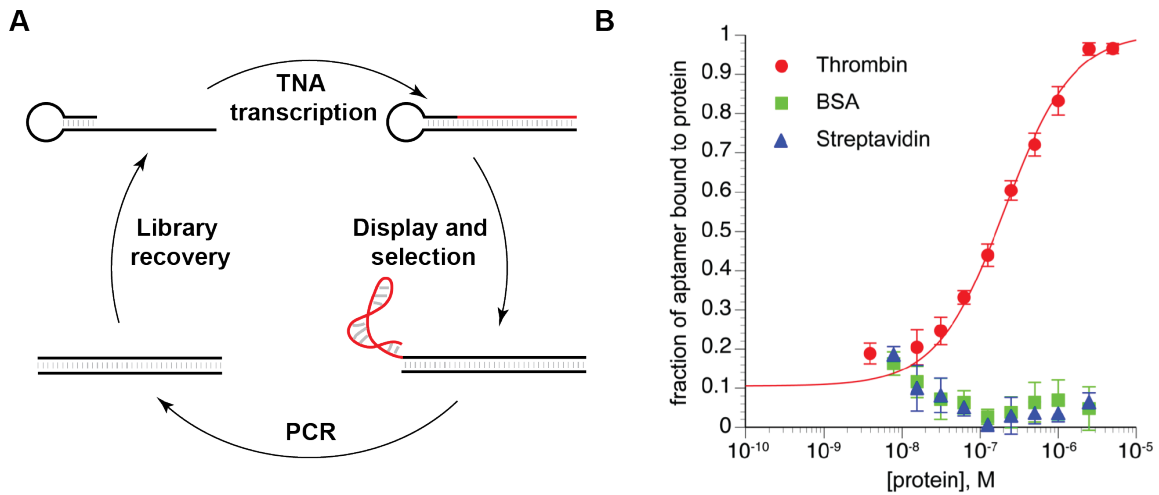 A
TNA
transcription
Display and
selection
PCR
Library
recovery
B
fraction of aptamer bound to protein
1
0.9
0.8
0.7
0.6
0.5
0.4
0.3
0.2
0.1
0
Thrombin
BSA
Streptavidin
10-10
10-9
10-8
10-7
10-6
10-5
[protein], M